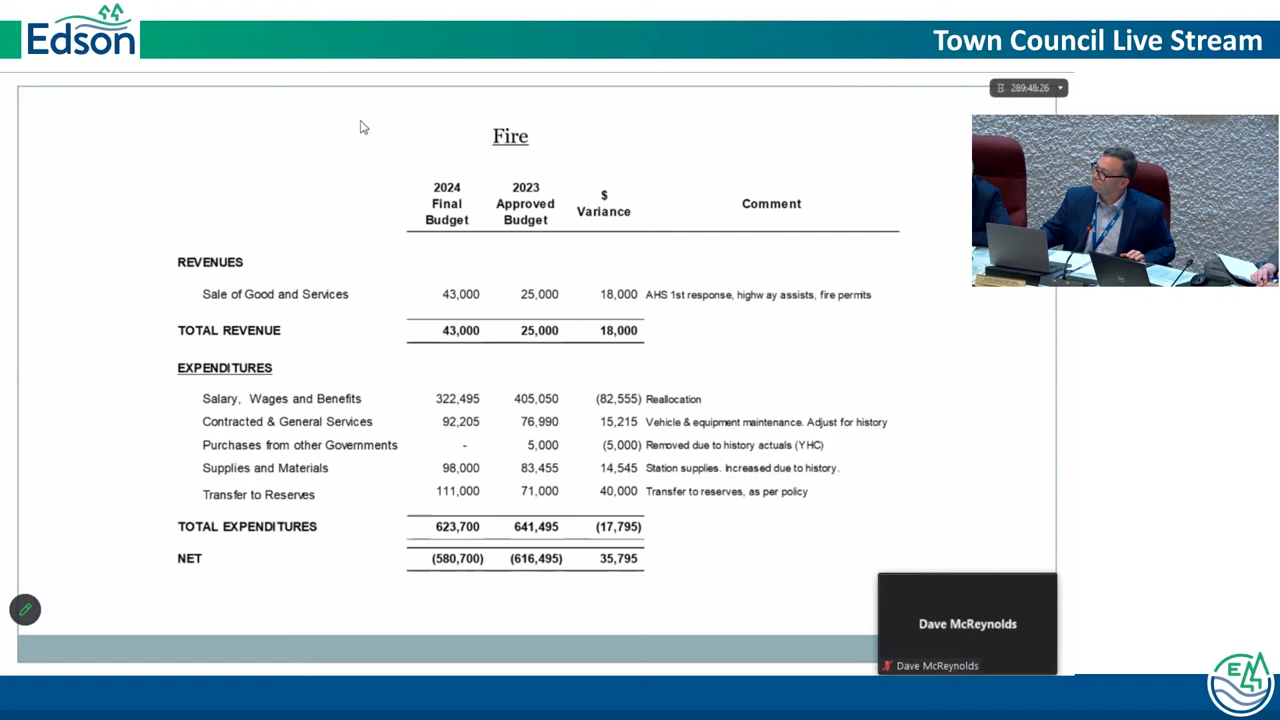 Edson
Town Council Live Stream
289:48:26
Fire
2024 Final Budget
2023 Approved Budget
$ Variance
Comment
REVENUES
Sale of Good and Services 43,000 25,000 18,000 AHS 1st response, highw ay assists, fire permits
TOTAL REVENUE 43,000 25,000 18,000
EXPENDITURES
Salary, Wages and Benefits 322,495 405,050 (82,555) Reallocation
Contracted & General Services 92,205 76,990 15,215 Vehicle & equipment maintenance. Adjust for history
Purchases from other Governments - 5,000 (5,000) Removed due to history actuals (YHC)
Supplies and Materials 98,000 83,455 14,545 Station supplies. Increased due to history.
Transfer to Reserves 111,000 71,000 40,000 Transfer to reserves, as per policy
TOTAL EXPENDITURES 623,700 641,495 (17,795)
NET (580,700) (616,495) 35,795
Dave McReynolds
Dave McReynolds